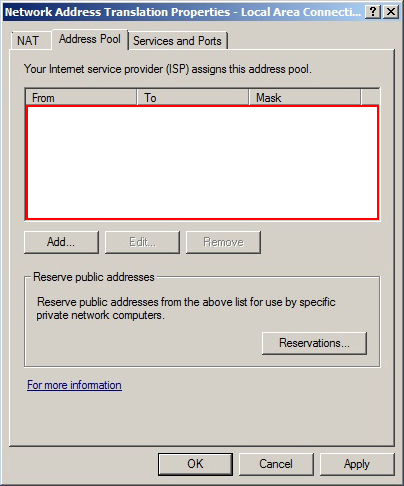 Network Address Translation Properties - Local Area Connecti...
NAT
Address Pool
Services and Ports
Your Internet service provider (ISP) assigns this address pool.
From To Mask
Add... Edit... Remove
Reserve public addresses
Reserve public addresses from the above list for use by specific
private network computers.
Reservations...
For more information
OK Cancel Apply